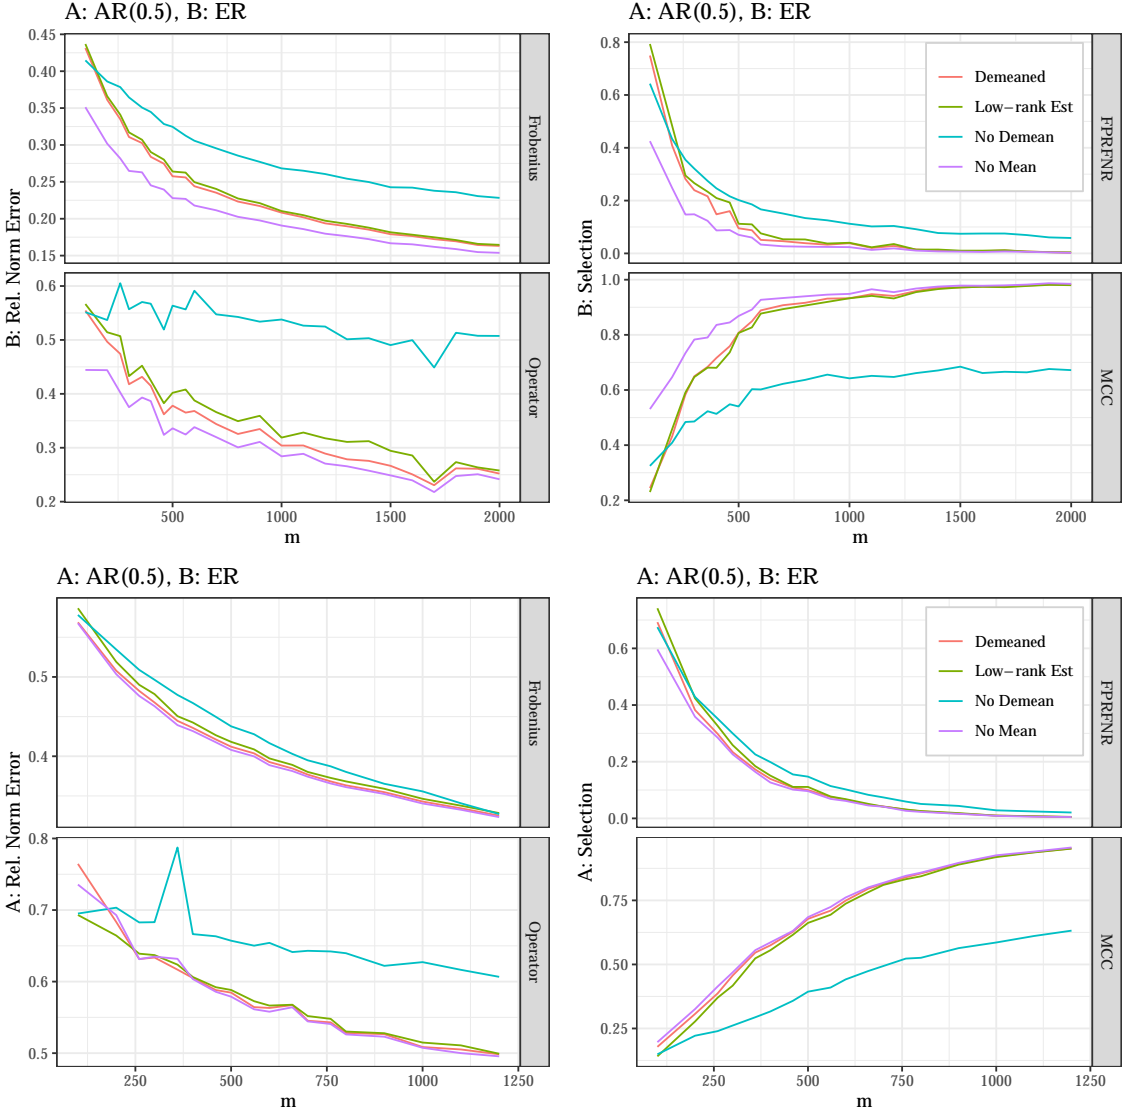 A: AR(0.5), B: ER
B: Rel. Norm Error
0.45
0.40
0.35
0.30
0.25
0.20
0.15
Frobenius
0.6
0.5
0.4
0.3
0.2
Operator
500
1000
1500
2000
m
A: AR(0.5), B: ER
B: Selection
0.8
0.6
0.4
0.2
0.0
Demeaned
Low−rank Est
No Demean
No Mean
FPRFNR
1.0
0.8
0.6
0.4
0.2
MCC
500
1000
1500
2000
m
A: AR(0.5), B: ER
A: Rel. Norm Error
0.5
0.4
Frobenius
0.8
0.7
0.6
0.5
Operator
250
500
750
1000
1250
m
A: AR(0.5), B: ER
A: Selection
0.6
0.4
0.2
0.0
Demeaned
Low−rank Est
No Demean
No Mean
FPRFNR
0.75
0.50
0.25
MCC
250
500
750
1000
1250
m